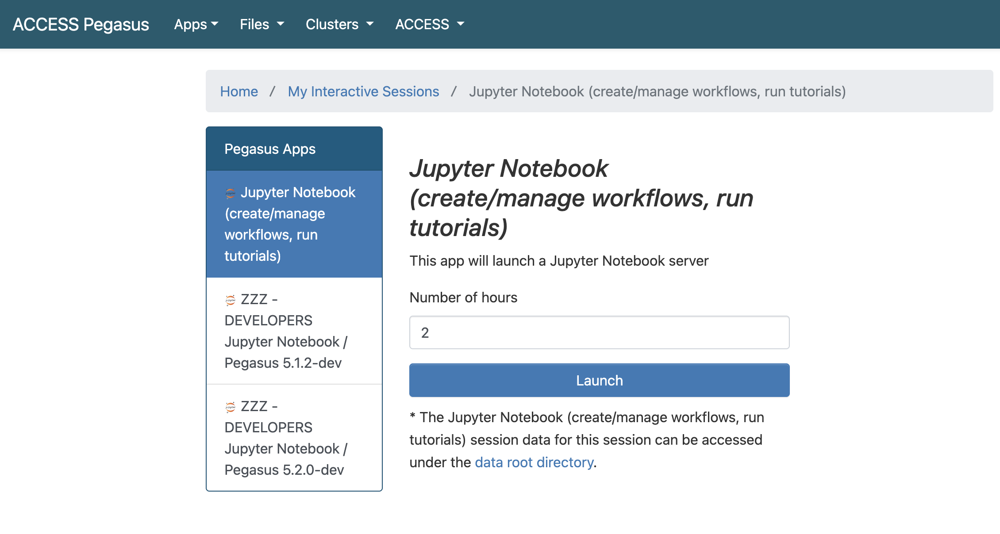 ACCESS Pegasus Apps Files Clusters ACCESS
Home / My Interactive Sessions / Jupyter Notebook (create/manage workflows, run tutorials)
Pegasus Apps
Jupyter Notebook
(create/manage
workflows, run
tutorials)
ZZZ -
DEVELOPERS
Jupyter Notebook /
Pegasus 5.1.2-dev
ZZZ -
DEVELOPERS
Jupyter Notebook /
Pegasus 5.2.0-dev
Jupyter Notebook
(create/manage workflows, run
tutorials)
This app will launch a Jupyter Notebook server
Number of hours
2
Launch
* The Jupyter Notebook (create/manage workflows, run
tutorials) session data for this session can be accessed
under the data root directory.